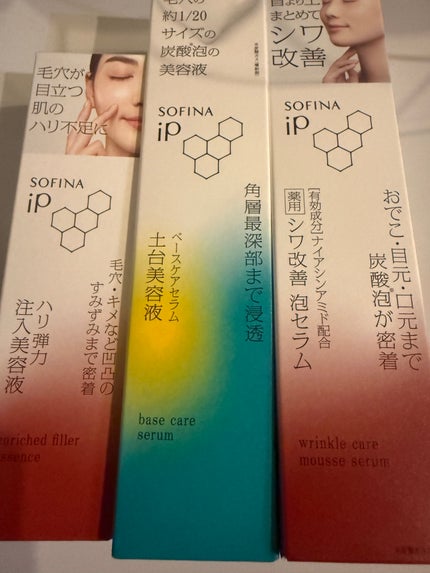 毛穴が
目立つ
肌の
ハリ不足に
SOFINA
iP
毛穴・キメなど凹凸の
すみずみまで密着
ハリ弾力
注入美容液
enriched filler
essence
毛穴の
約1/20
サイズの
炭酸泡の
美容液
SOFINA
iP
角層最深部まで浸透
ベースケアセラム
土台美容液
base care
serum
まとめて
シワ
改善
SOFINA
iP
おでこ・目元・口元まで
炭酸泡が密着
[有効成分]ナイアシンアミド配合
薬用 シワ改善 泡セラム
wrinkle care
mousse serum